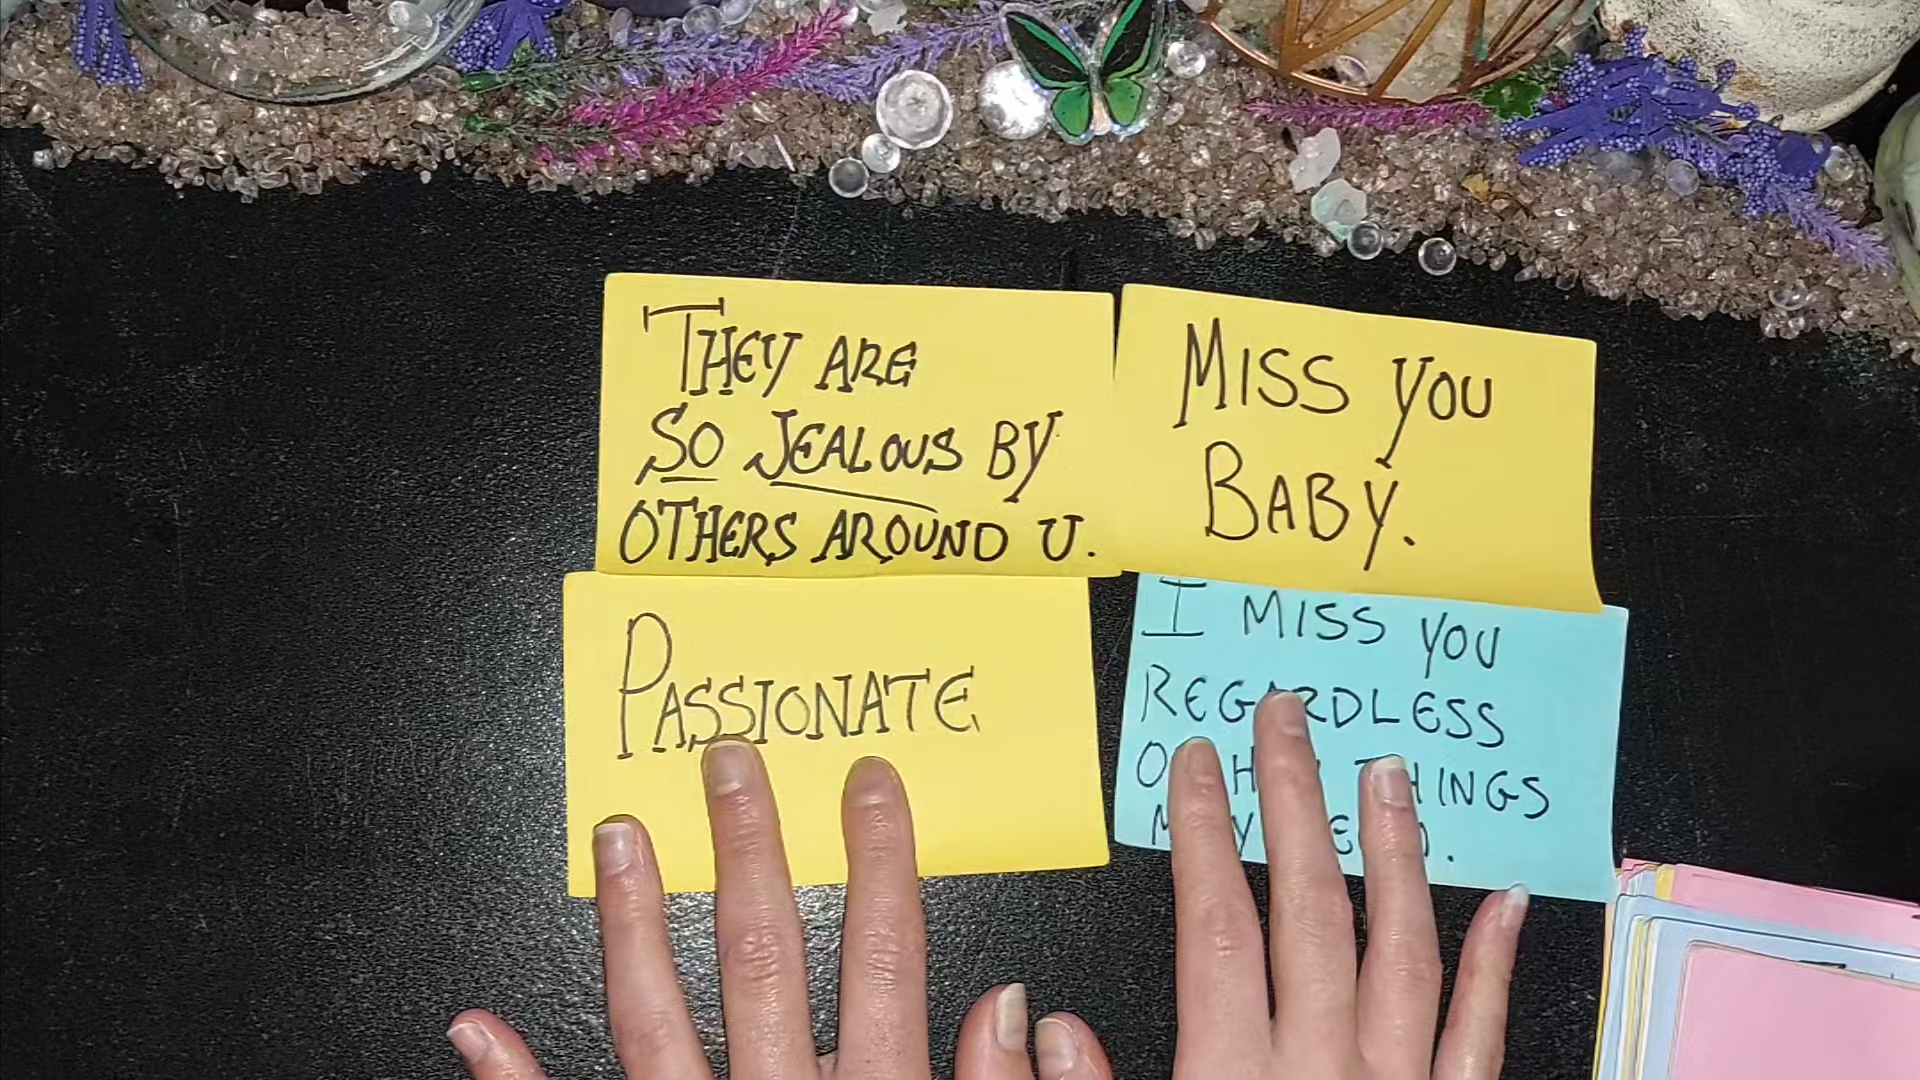 THEY ARE
SO JEALOUS BY
OTHERS AROUND U.
MISS YOU
BABY.
PASSIONATE
I MISS YOU
REGARDLESS
THINGS